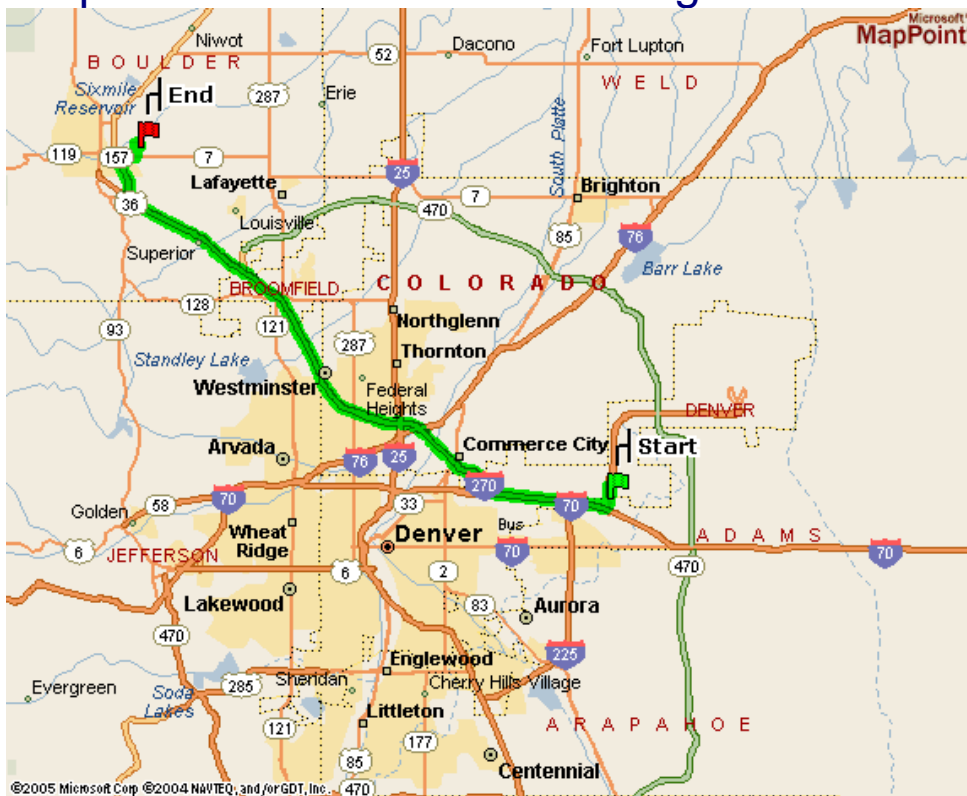 Microsoft
MapPoint
Niwot
52
Dacono
Fort Lupton
BOULDER
WELD
Sixmile
Reservoir
End
287
Erie
South Platte
119
157
7
25
Lafayette
7
Brighton
36
470
Louisville
85
76
Superior
Barr Lake
COLORADO
BROOMFIELD
128
Northglenn
93
121
287
Thornton
Standley Lake
Westminster
Federal
Heights
DENVER
Arvada
76
25
Commerce City
Start
270
70
58
33
70
Golden
Wheat
Ridge
Denver
Bus
70
ADAMS
70
6
JEFFERSON
6
2
470
Lakewood
83
Aurora
470
Englewood
225
Evergreen
Soda
Lakes
285
Sheridan
Cherry Hills Village
Littleton
ARAPAHOE
121
177
85
Centennial
470
©2005 Microsoft Corp ©2004 NAVTEQ, and/or GDT, Inc.